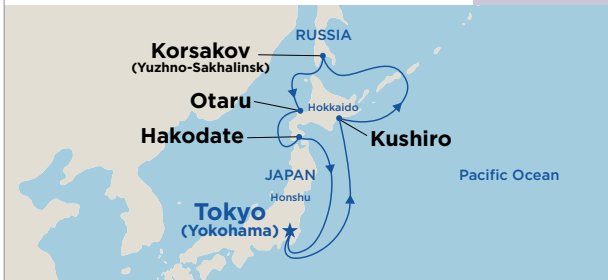 RUSSIA
Korsakov
(Yuzhno-Sakhalinsk)
Otaru
Hokkaido
Hakodate
Kushiro
JAPAN
Pacific Ocean
Honshu
Tokyo
(Yokohama)